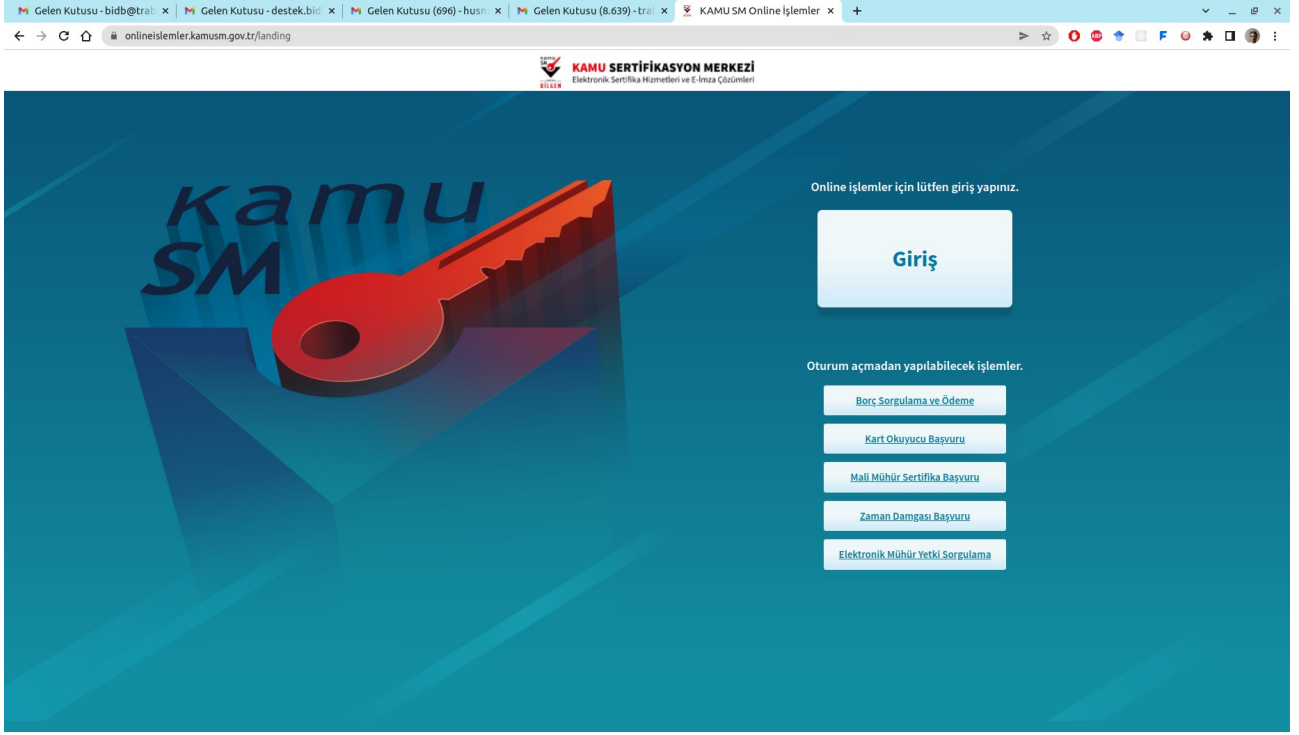 Gelen Kutusu - bidb@trab
Gelen Kutusu - destek.bid
Gelen Kutusu (696) - husn
Gelen Kutusu (8.639) - tra
KAMU SM Online İşlemler
onlineislemler.kamusm.gov.tr/landing
KAMU SERTİFİKASYON MERKEZİ
Elektronik Sertifika Hizmetleri ve E-İmza Çözümleri
BİLGEM
Kamu
SM
Online işlemler için lütfen giriş yapınız.
Giriş
Oturum açmadan yapılabilecek işlemler.
Borç Sorgulama ve Ödeme
Kart Okuyucu Başvuru
Mali Mühür Sertifika Başvuru
Zaman Damgası Başvuru
Elektronik Mühür Yetki Sorgulama